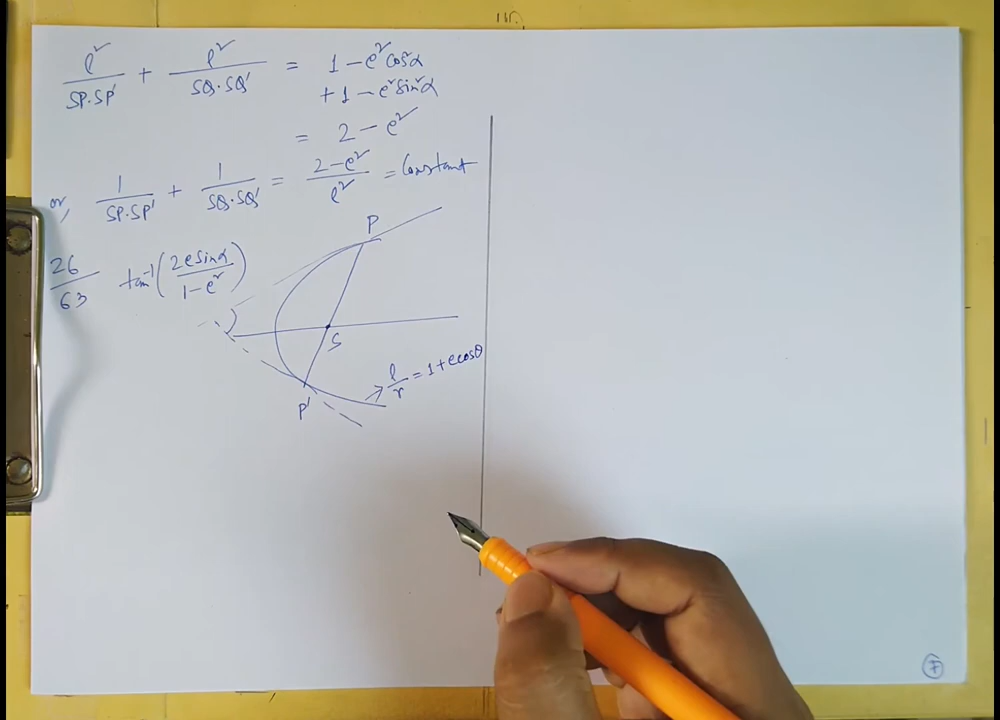 l²/SP·SP' + l²/SQ·SQ' = 1 - e²cos²α
+ 1 - e²sin²α
= 2 - e²
or, 1/SP·SP' + 1/SQ·SQ' = 2-e²/l² = Constant
26/63 tan⁻¹(2e sinα/1-e²)
P
S
l/r = 1 + e cosθ
P'
7